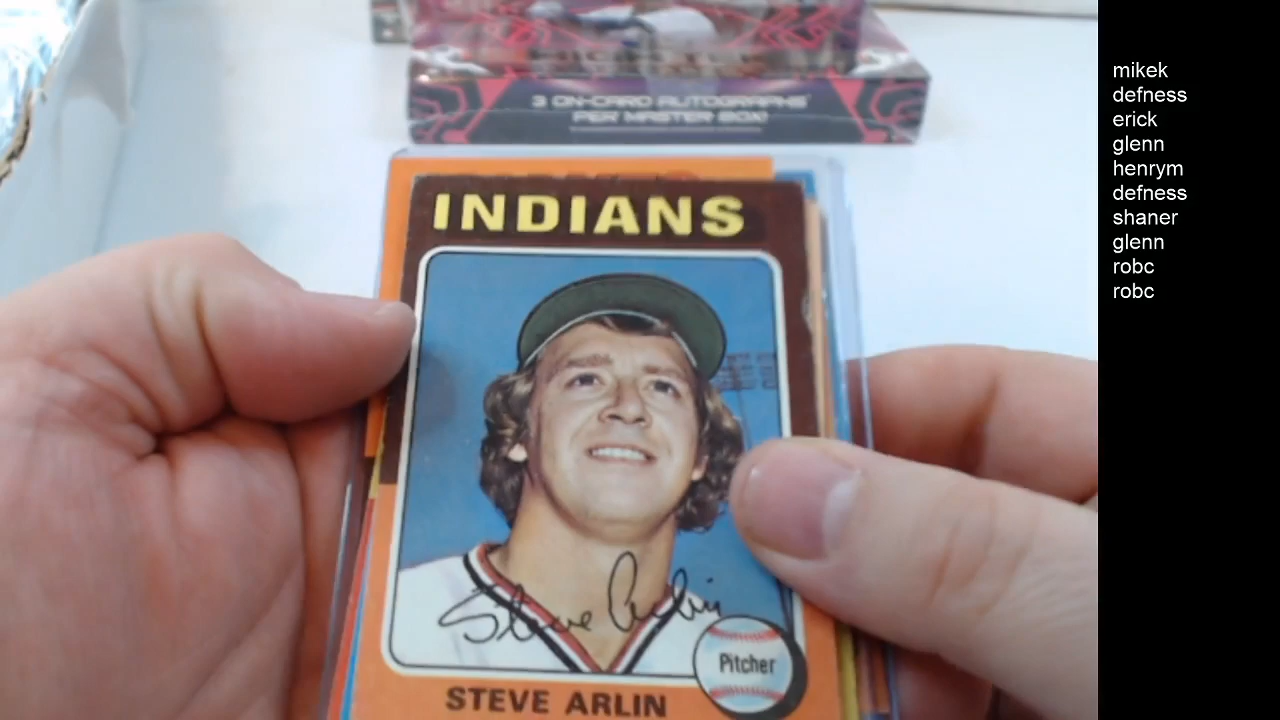 3 ON-CARD AUTOGRAPHS
PER MASTER BOX!
INDIANS
Steve Arlin
Pitcher
STEVE ARLIN
mikek
defness
erick
glenn
henrym
defness
shaner
glenn
robc
robc